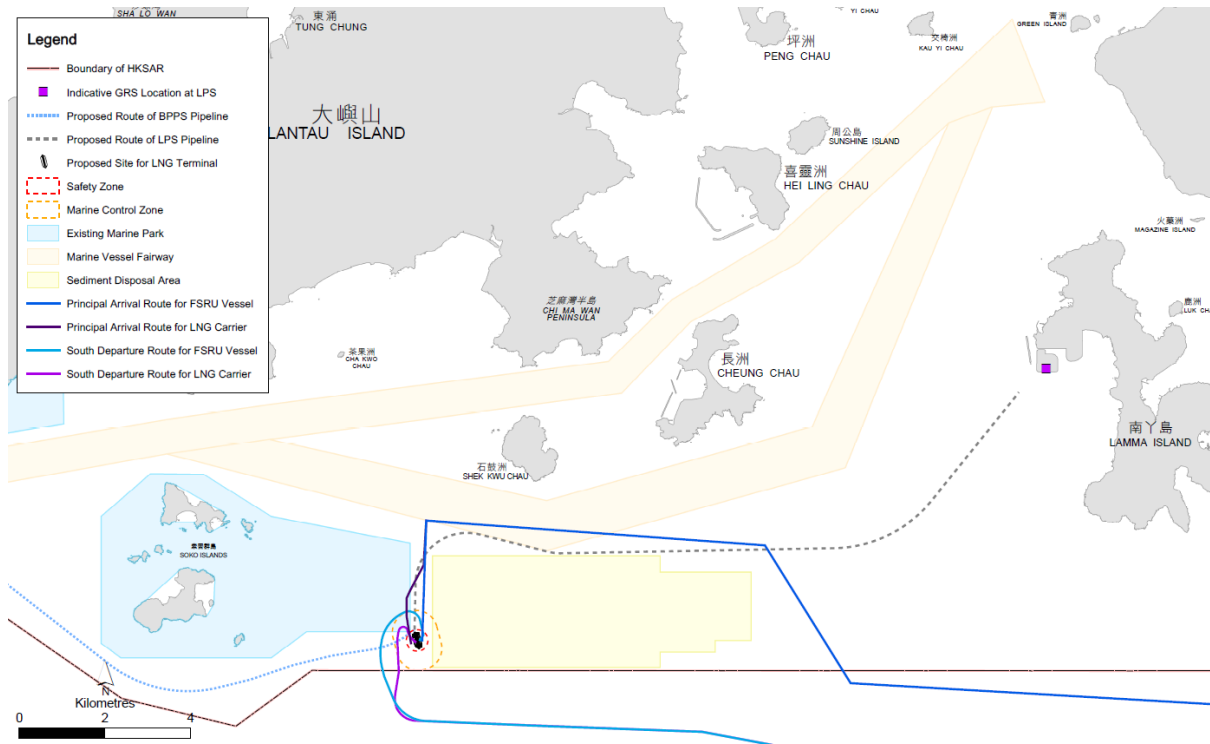 SHA LO WAN
東涌
TUNG CHUNG
YI CHAU
青洲
GREEN ISLAND
坪洲
PENG CHAU
交椅洲
KAU YI CHAU
Legend
Boundary of HKSAR
Indicative GRS Location at LPS
Proposed Route of BPPS Pipeline
Proposed Route of LPS Pipeline
Proposed Site for LNG Terminal
Safety Zone
Marine Control Zone
Existing Marine Park
Marine Vessel Fairway
Sediment Disposal Area
Principal Arrival Route for FSRU Vessel
Principal Arrival Route for LNG Carrier
South Departure Route for FSRU Vessel
South Departure Route for LNG Carrier
大嶼山
LANTAU ISLAND
周公島
SUNSHINE ISLAND
喜靈洲
HEI LING CHAU
火藥洲
MAGAZINE ISLAND
芝麻灣半島
CHI MA WAN
PENINSULA
鹿洲
LUK CHA
茶果洲
CHA KWO
CHAU
長洲
CHEUNG CHAU
南丫島
LAMMA ISLAND
石鼓洲
SHEK KWU CHAU
索罟群島
SOKO ISLANDS
N
Kilometres
0 2 4